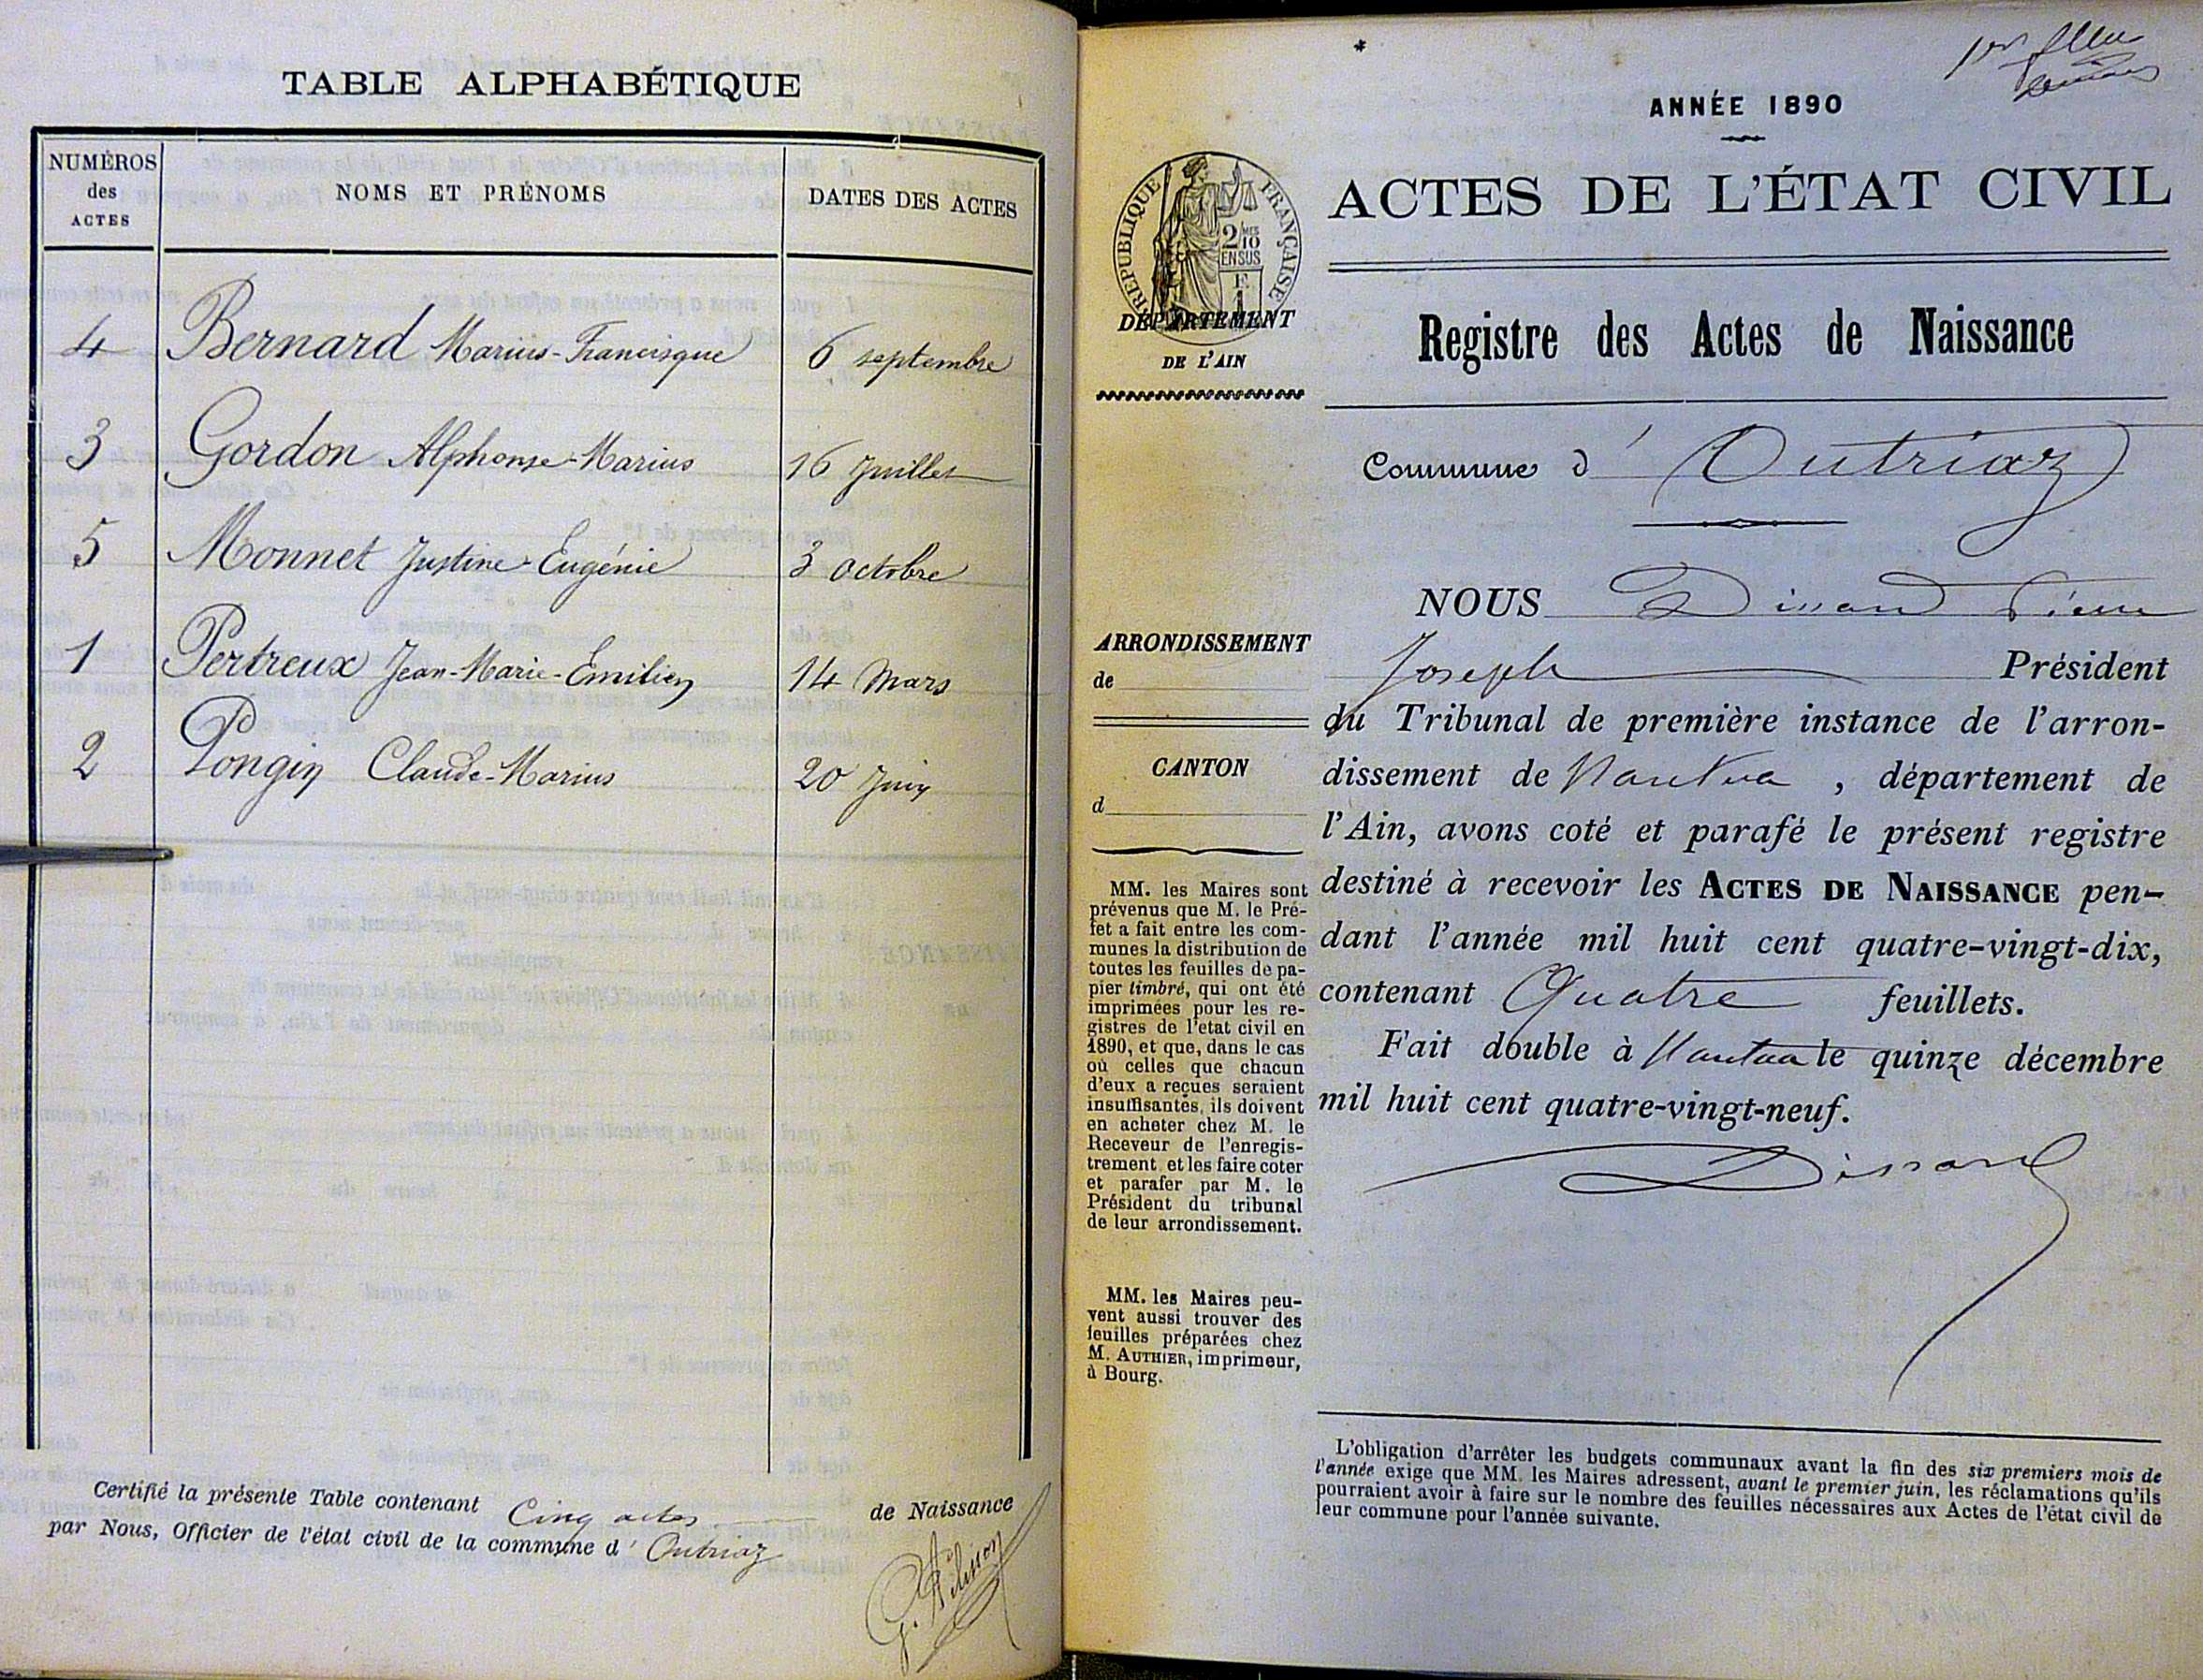 TABLE ALPHABÉTIQUE
NUMÉROS
des
ACTES
NOMS ET PRÉNOMS
DATES DES ACTES
4 Bernard Marius-Francisque 6 septembre
3 Gordon Alphonse-Marius 16 Juillet
5 Monnet Justine-Eugénie 3 octobre
1 Pertreux Jean-Marie-Emilien 14 Mars
2 Pongin Claude-Marius 20 Juin
Certifié la présente Table contenant Cinq actes de Naissance
par Nous, Officier de l'état civil de la commune d' Outriaz
ANNÉE 1890
ACTES DE L'ÉTAT CIVIL
RÉPUBLIQUE FRANÇAISE
2/10
EN SUS
DÉPARTEMENT
DE L'AIN
Registre des Actes de Naissance
Commune d' Outriaz
NOUS Dissard Pierre
Joseph Président
du Tribunal de première instance de l'arron-
dissement de Nantua, département de
l'Ain, avons coté et parafé le présent registre
destiné à recevoir les ACTES DE NAISSANCE pen-
dant l'année mil huit cent quatre-vingt-dix,
contenant Quatre feuillets.
Fait double à Nantua le quinze décembre
mil huit cent quatre-vingt-neuf.
Dissard
ARRONDISSEMENT
de
CANTON
d
MM. les Maires sont
prévenus que M. le Pré-
fet a fait entre les com-
munes la distribution de
toutes les feuilles de pa-
pier timbré, qui ont été
imprimées pour les re-
gistres de l'etat civil en
1890, et que, dans le cas
où celles que chacun
d'eux a reçues seraient
insuffisantes, ils doivent
en acheter chez M. le
Receveur de l'enregis-
trement, et les faire coter
et parafer par M. le
Président du tribunal
de leur arrondissement.
MM. les Maires peu-
vent aussi trouver des
feuilles préparées chez
M. AUTHIER, imprimeur,
à Bourg.
L'obligation d'arrêter les budgets communaux avant la fin des six premiers mois de
l'année exige que MM. les Maires adressent, avant le premier juin, les réclamations qu'ils
pourraient avoir à faire sur le nombre des feuilles nécessaires aux Actes de l'état civil de
leur commune pour l'année suivante.